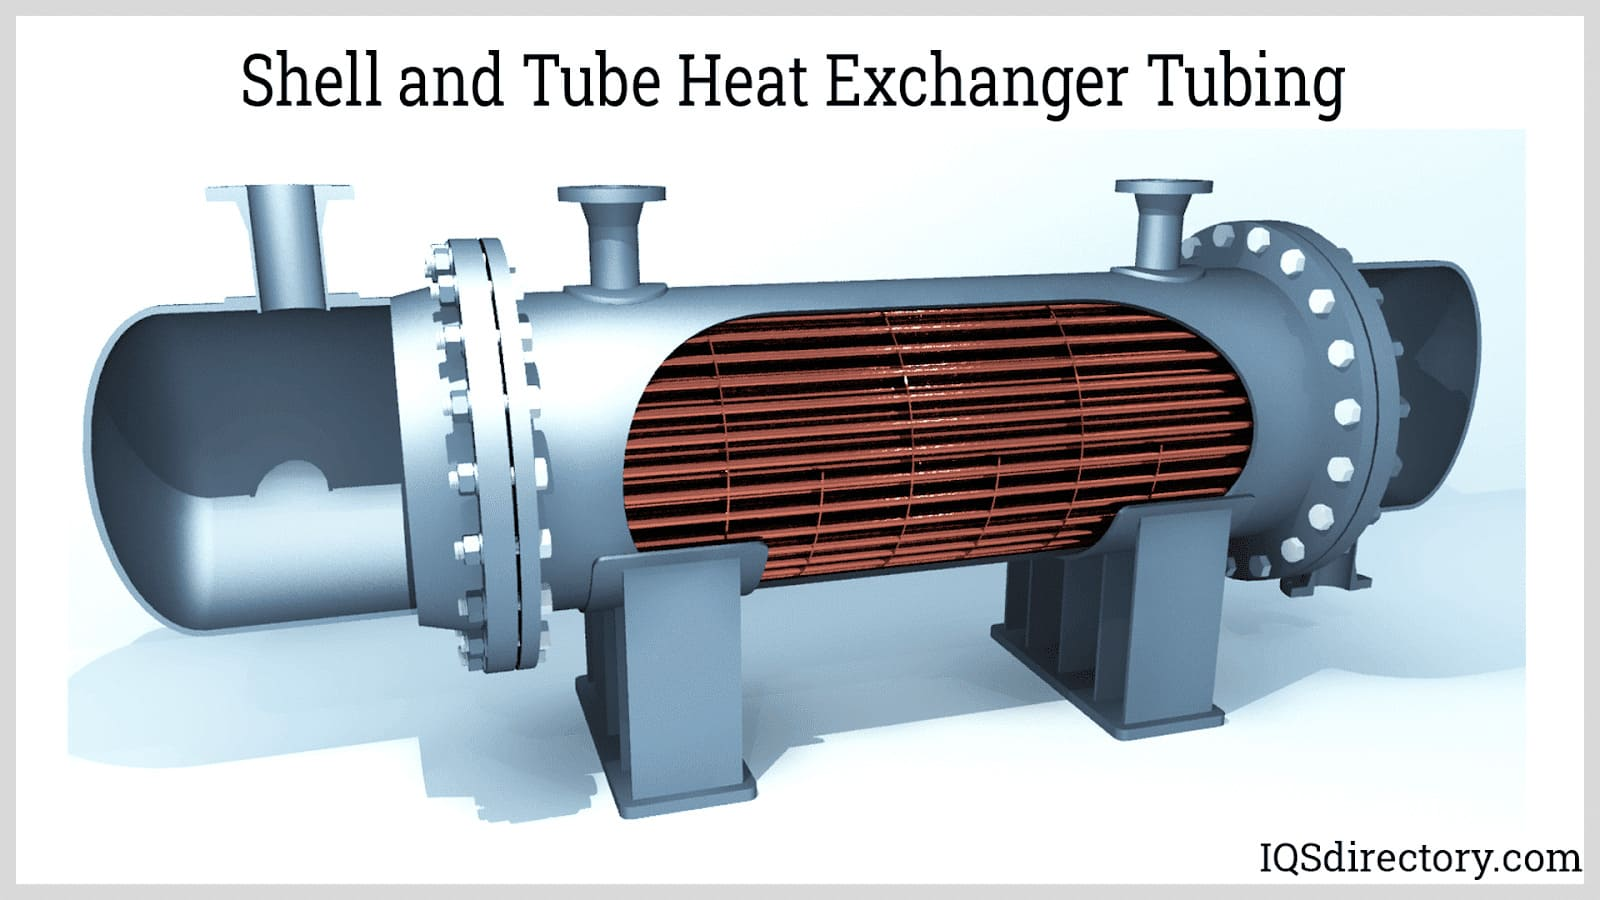 Shell and Tube Heat Exchanger Tubing
IQSdirectory.com